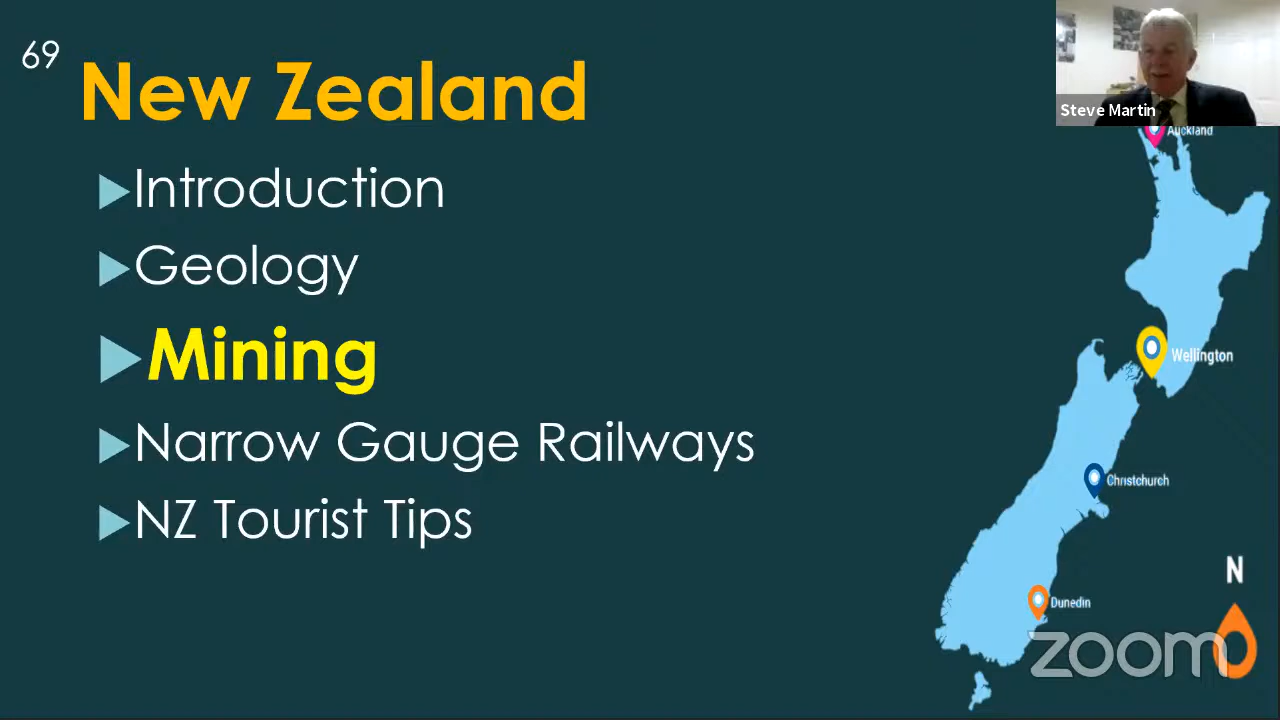 69
New Zealand
Introduction
Geology
Mining
Narrow Gauge Railways
NZ Tourist Tips
Steve Martin
Auckland
Wellington
Christchurch
Dunedin
N
zoom